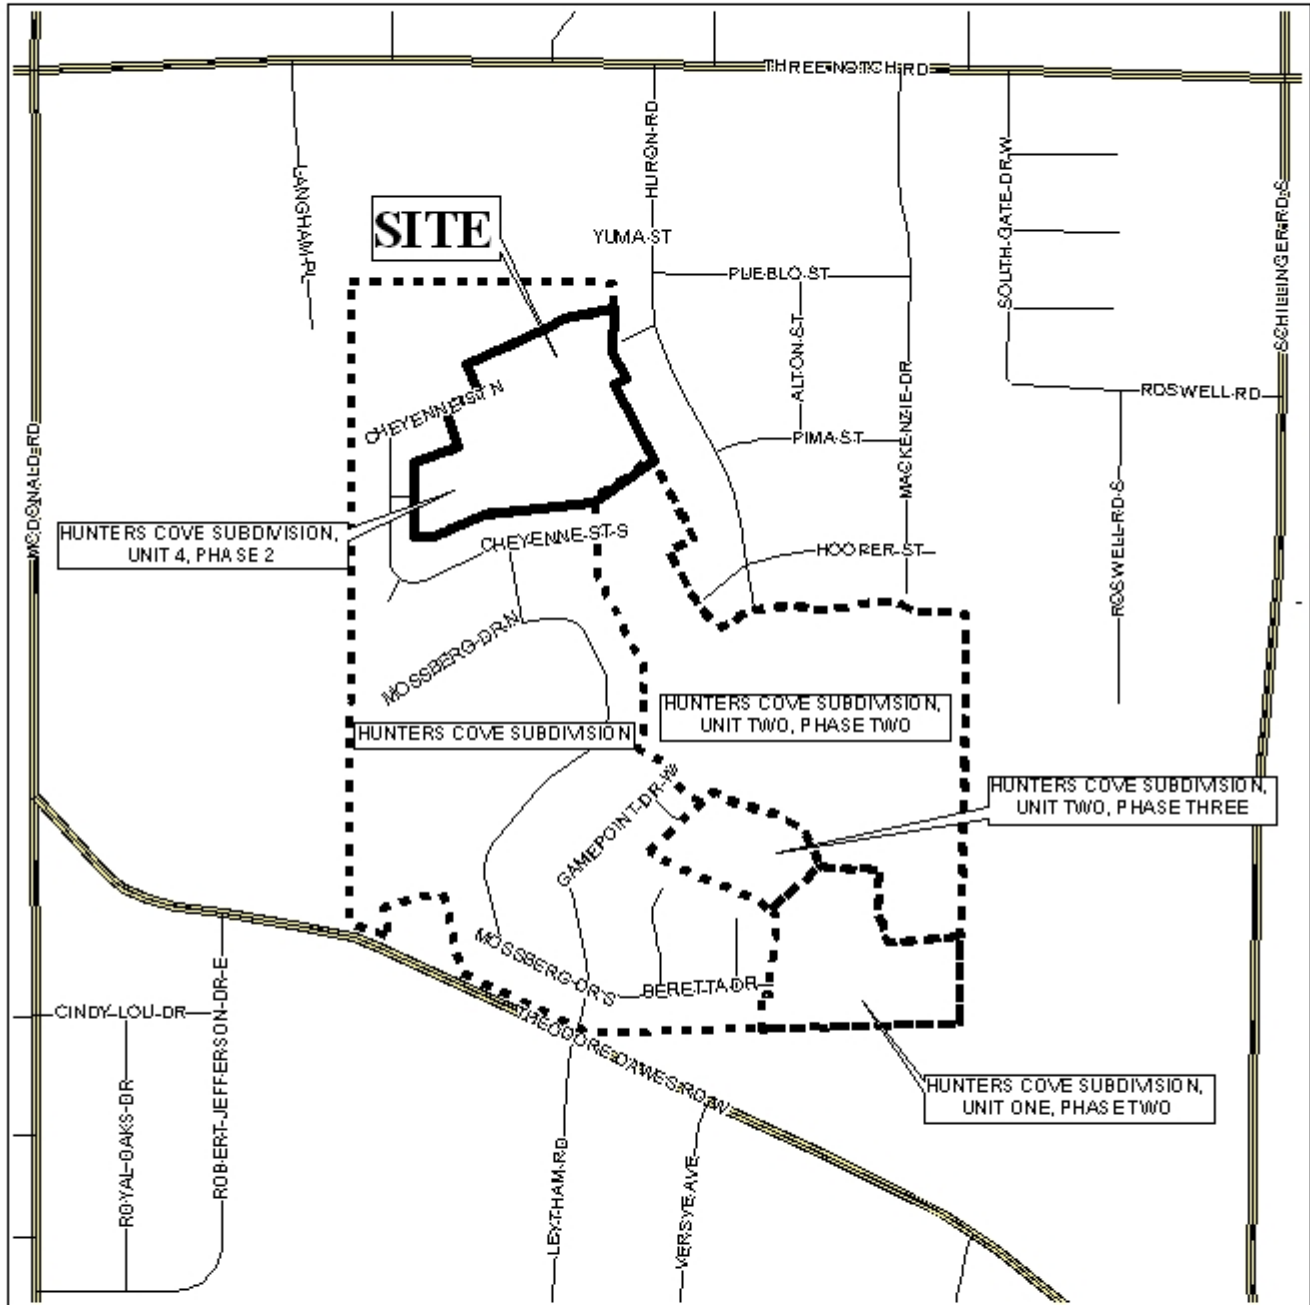 THREE NOTCH RD
HURON RD
LANGHAM PL
SOUTH GATE DR W
SCHILLINGER RD S
SITE
YUMA ST
PUEBLO ST
ALTON ST
MACKENZIE DR
ROSWELL RD
CHEYENNE ST N
PIMA ST
MCDONALD RD
ROSWELL RD S
HUNTERS COVE SUBDIVISION,
UNIT 4, PHASE 2
CHEYENNE ST S
HOOPER ST
MOSSBERG DR N
HUNTERS COVE SUBDIVISION,
UNIT TWO, PHASE TWO
HUNTERS COVE SUBDIVISION
HUNTERS COVE SUBDIVISION,
UNIT TWO, PHASE THREE
GAMEPOINT DR W
MOSSBERG DR S
BERETTA DR
CINDY LOU DR
ROBERT JEFFERSON DR E
THEODORE DAWES RD W
HUNTERS COVE SUBDIVISION,
UNIT ONE, PHASE TWO
ROYAL OAKS DR
LEYTHAM RD